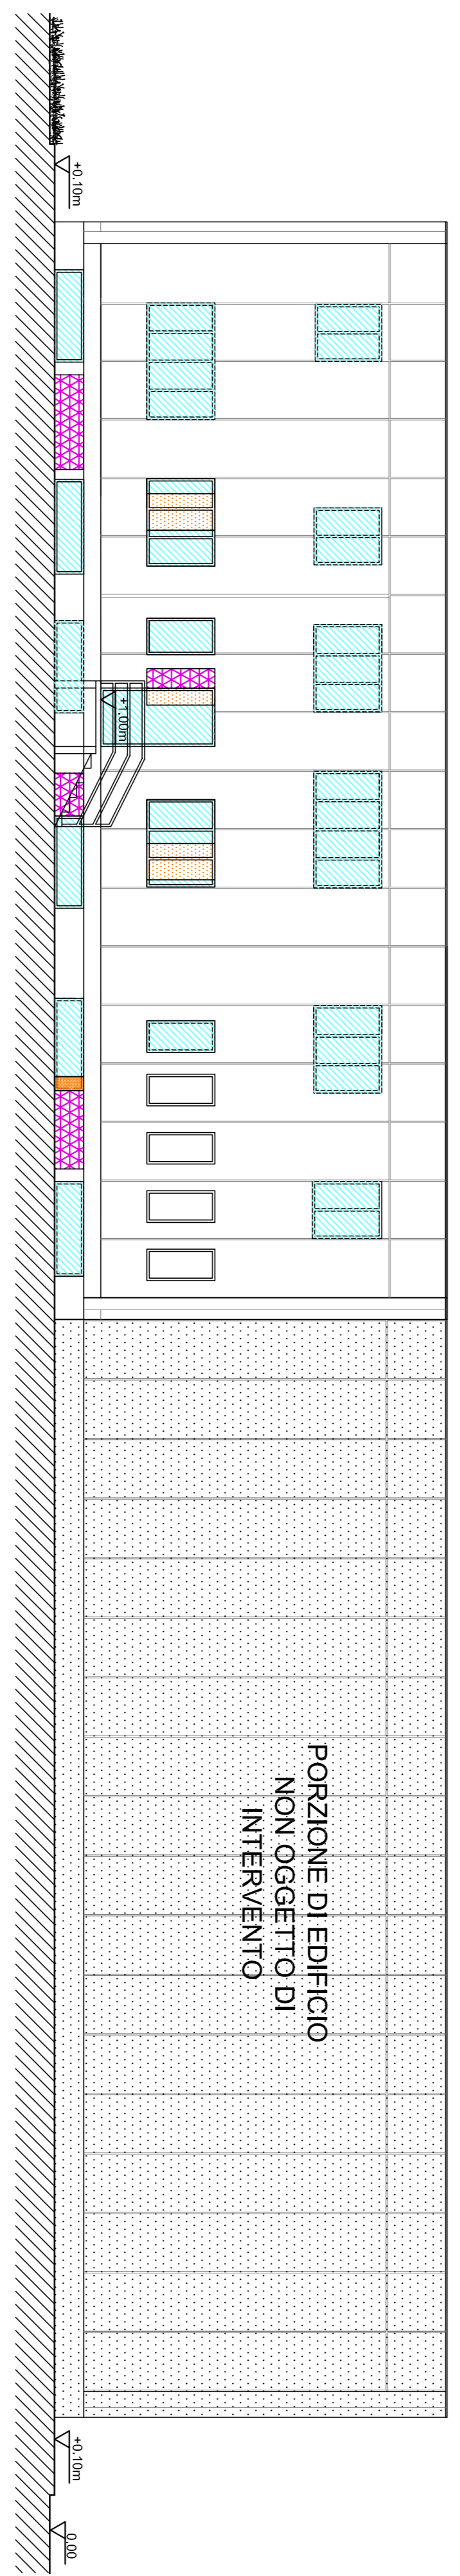 +0.10m
+1.00m
PORZIONE DI EDIFICIO
NON OGGETTO DI
INTERVENTO
+0.10m
0.00